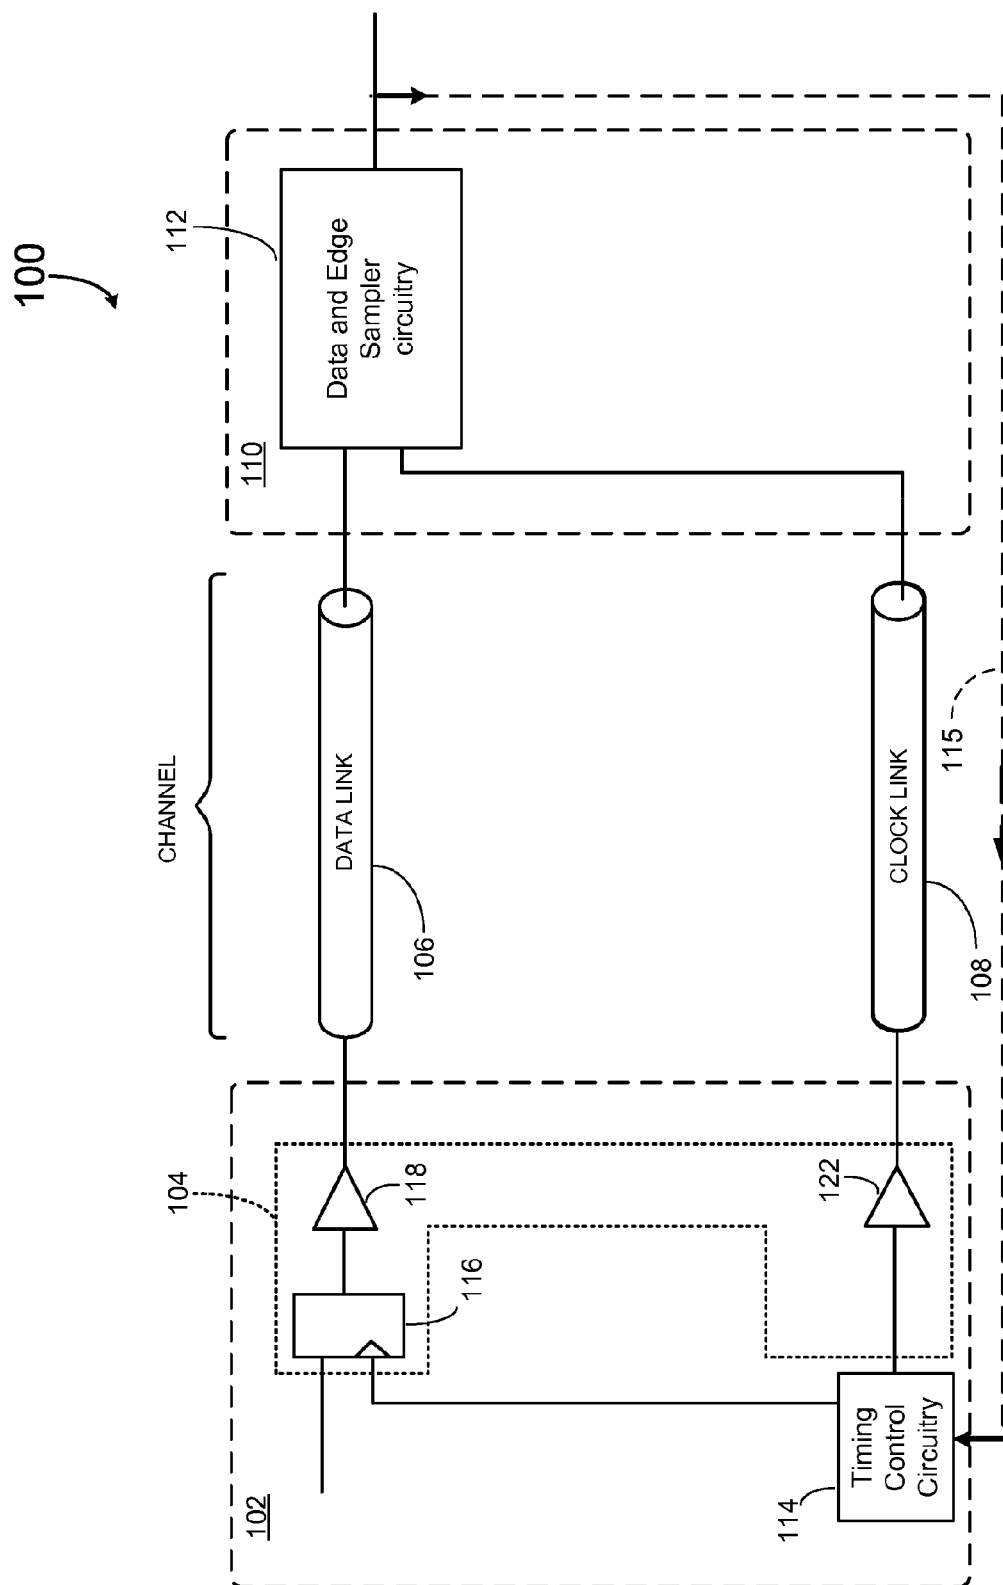 100
CHANNEL
102
104
116
118
DATA LINK
106
110
112
Data and Edge
Sampler
circuitry
114
Timing
Control
Circuitry
122
CLOCK LINK
108
115